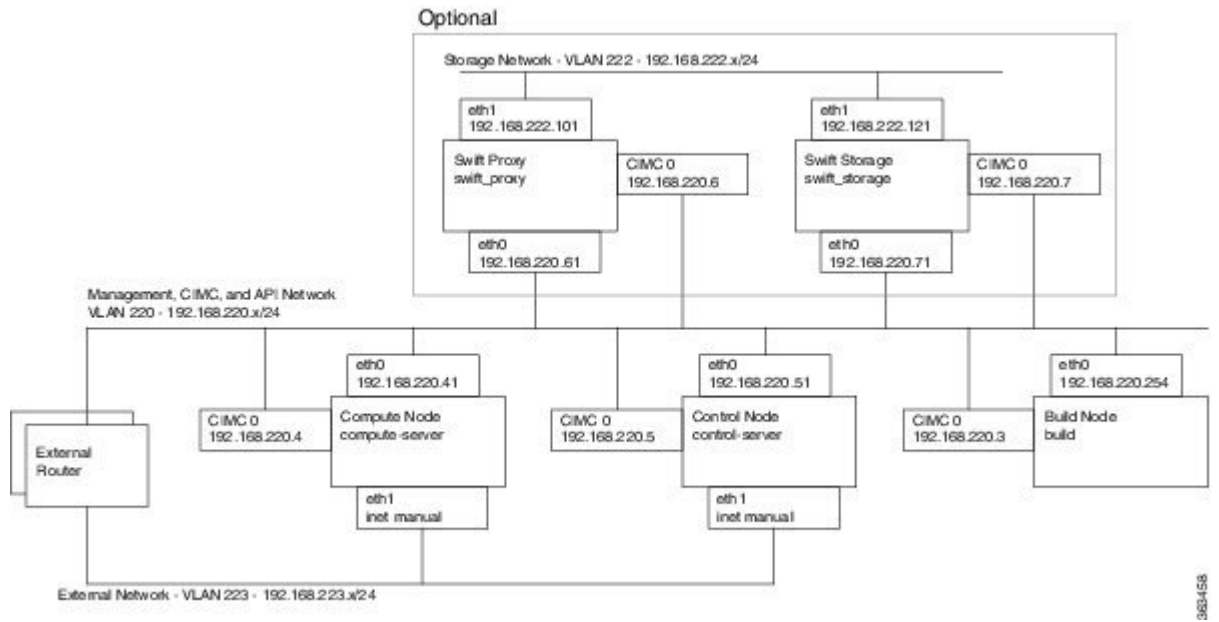 Optional
Storage Network - VLAN 222 - 192.168.222.x/24
eth1
192.168.222.101
eth1
192.168.222.121
Swift Proxy
swift_proxy
CIMC 0
192.168.220.6
Swift Storage
swift_storage
CIMC 0
192.168.220.7
eth0
192.168.220.61
eth0
192.168.220.71
Management, CIMC, and API Network
VLAN 220 - 192.168.220.x/24
eth0
192.168.220.41
eth0
192.168.220.51
eth0
192.168.220.254
CIMC 0
192.168.220.4
Compute Node
compute-server
CIMC 0
192.168.220.5
Control Node
control-server
CIMC 0
192.168.220.3
Build Node
build
External
Router
eth1
inet manual
eth1
inet manual
External Network - VLAN 223 - 192.168.223.x/24
363458